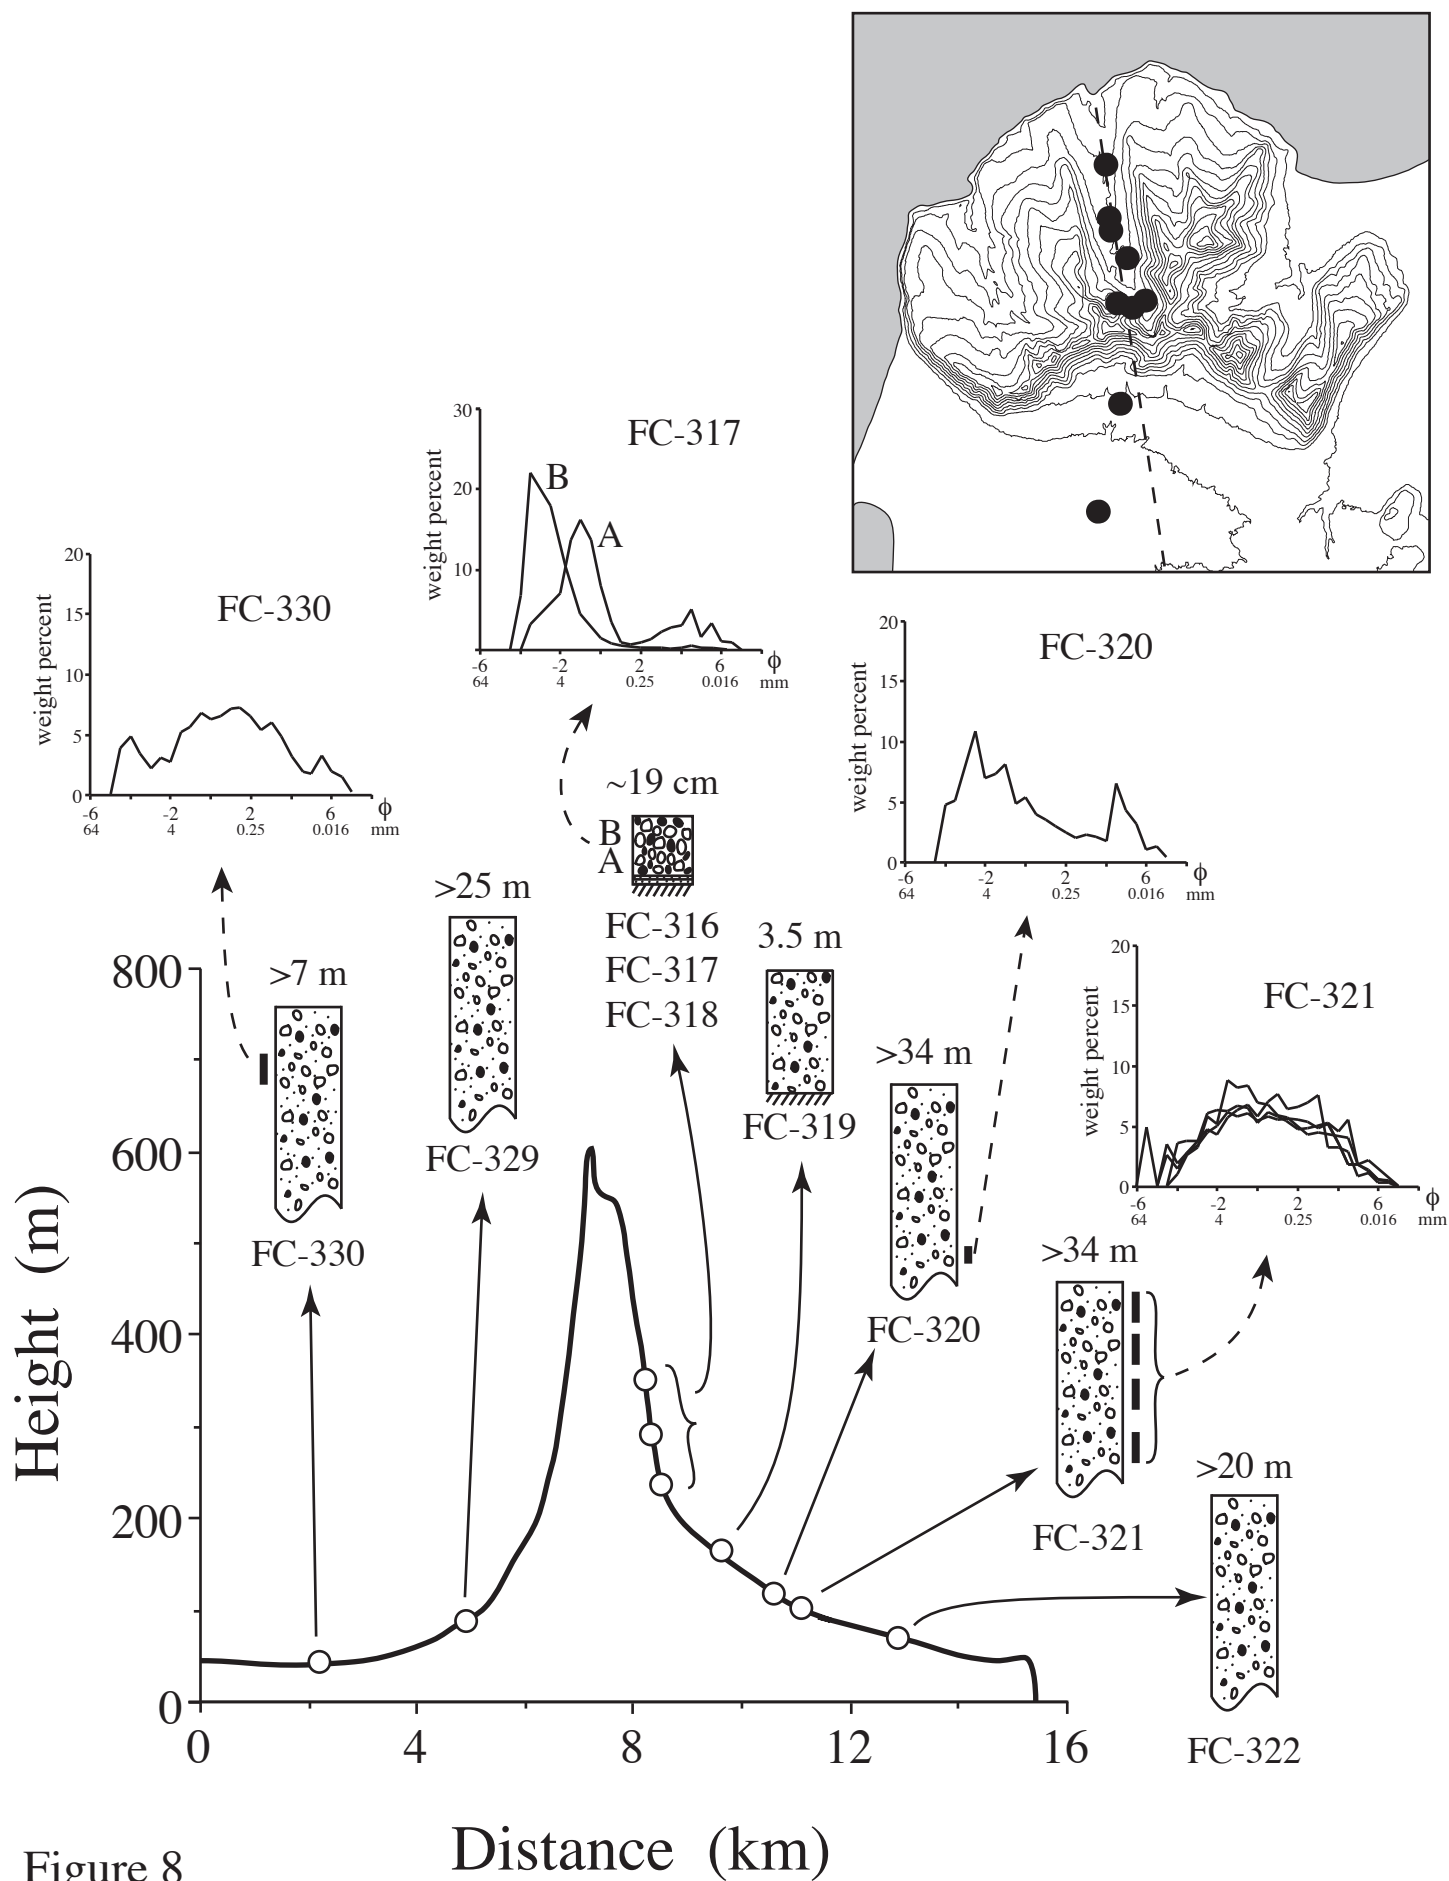 30
FC-317
20
10
weight percent
B
A
-6 -2 2 6 ϕ
64 4 0.25 0.016 mm
20
FC-330
15
10
5
0
weight percent
-6 -2 2 6 ϕ
64 4 0.25 0.016 mm
20
FC-320
15
10
5
0
weight percent
-6 -2 2 6 ϕ
64 4 0.25 0.016 mm
~19 cm
B
A
FC-316
FC-317
FC-318
>25 m
FC-329
3.5 m
FC-319
>7 m
FC-330
>34 m
FC-320
20
FC-321
15
10
5
0
weight percent
-6 -2 2 6 ϕ
64 4 0.25 0.016 mm
>34 m
FC-321
>20 m
FC-322
800
600
400
200
0
Height (m)
0 4 8 12 16
Distance (km)
Figure 8